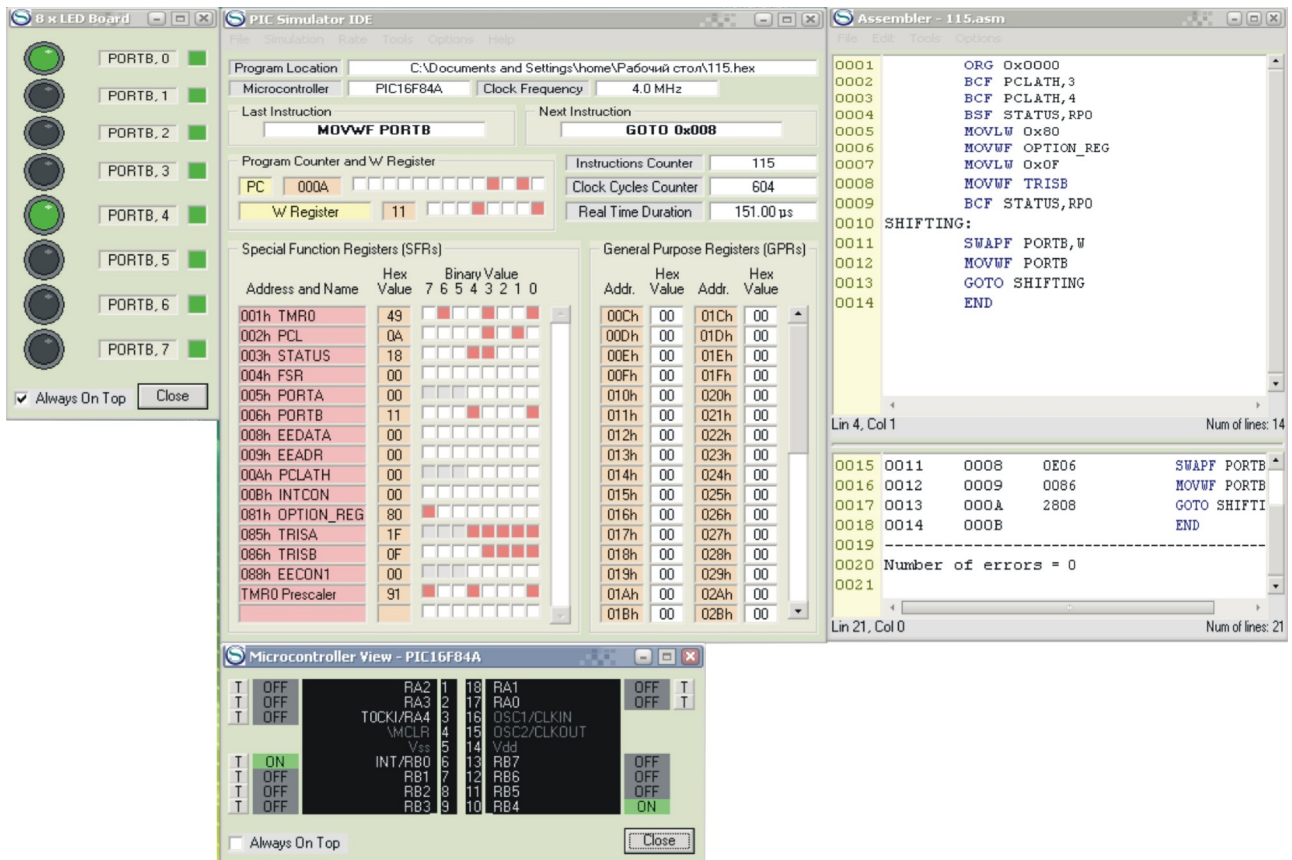 8 x LED Board
PORTB, 0
PORTB, 1
PORTB, 2
PORTB, 3
PORTB, 4
PORTB, 5
PORTB, 6
PORTB, 7
Always On Top Close
PIC Simulator IDE
File Simulation Rate Tools Options Help
Program Location C:\Documents and Settings\home\Рабочий стол\115.hex
Microcontroller PIC16F84A Clock Frequency 4.0 MHz
Last Instruction Next Instruction
MOVWF PORTB GOTO 0x008
Program Counter and W Register
PC 000A
W Register 11
Instructions Counter 115
Clock Cycles Counter 604
Real Time Duration 151.00 µs
Special Function Registers (SFRs)
Hex Binary Value
Address and Name Value 7 6 5 4 3 2 1 0
001h TMR0 49
002h PCL 0A
003h STATUS 18
004h FSR 00
005h PORTA 00
006h PORTB 11
008h EEDATA 00
009h EEADR 00
00Ah PCLATH 00
00Bh INTCON 00
081h OPTION_REG 80
085h TRISA 1F
086h TRISB 0F
088h EECON1 00
TMR0 Prescaler 91
General Purpose Registers (GPRs)
Hex Hex
Addr. Value Addr. Value
00Ch 00 01Ch 00
00Dh 00 01Dh 00
00Eh 00 01Eh 00
00Fh 00 01Fh 00
010h 00 020h 00
011h 00 021h 00
012h 00 022h 00
013h 00 023h 00
014h 00 024h 00
015h 00 025h 00
016h 00 026h 00
017h 00 027h 00
018h 00 028h 00
019h 00 029h 00
01Ah 00 02Ah 00
01Bh 00 02Bh 00
Assembler - 115.asm
File Edit Tools Options
0001 ORG 0x0000
0002 BCF PCLATH,3
0003 BCF PCLATH,4
0004 BSF STATUS,RP0
0005 MOVLW 0x80
0006 MOVWF OPTION_REG
0007 MOVLW 0x0F
0008 MOVWF TRISB
0009 BCF STATUS,RP0
0010 SHIFTING:
0011 SWAPF PORTB,W
0012 MOVWF PORTB
0013 GOTO SHIFTING
0014 END
Lin 4, Col 1 Num of lines: 14
0015 0011 0008 0E06 SWAPF PORTB
0016 0012 0009 0086 MOVWF PORTB
0017 0013 000A 2808 GOTO SHIFTI
0018 0014 000B END
0019 ----------------------------------------------
0020 Number of errors = 0
0021
Lin 21, Col 0 Num of lines: 21
Microcontroller View - PIC16F84A
T OFF RA2 1 18 RA1 OFF T
T OFF RA3 2 17 RA0 OFF T
T OFF T0CKI/RA4 3 16 OSC1/CLKIN
\MCLR 4 15 OSC2/CLKOUT
Vss 5 14 Vdd
T ON INT/RB0 6 13 RB7 OFF
T OFF RB1 7 12 RB6 OFF
T OFF RB2 8 11 RB5 OFF
T OFF RB3 9 10 RB4 ON
Always On Top Close